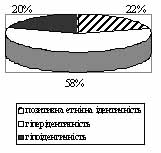 20% 22%
58%
позитивна етнічна ідентичність
гіперідентичність
гіпоідентичність